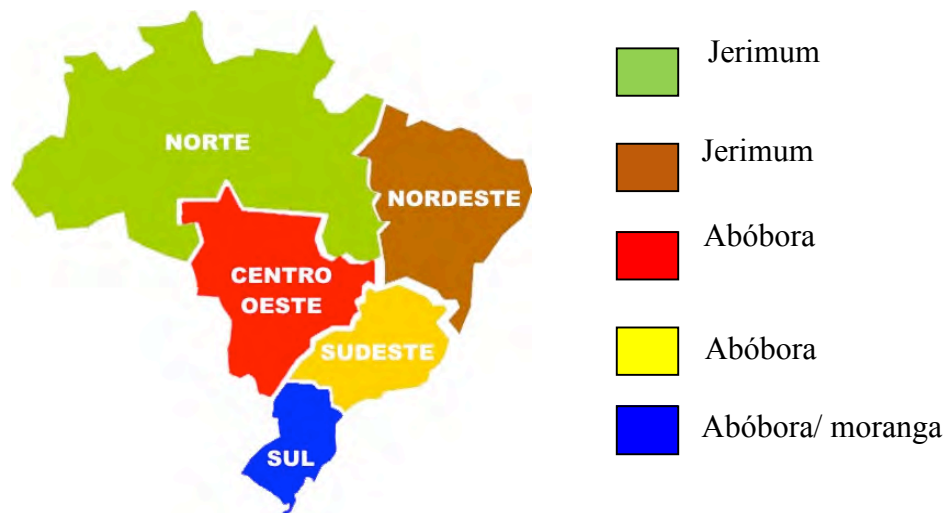 NORTE
NORDESTE
CENTRO
OESTE
SUDESTE
SUL
Jerimum
Jerimum
Abóbora
Abóbora
Abóbora/ moranga